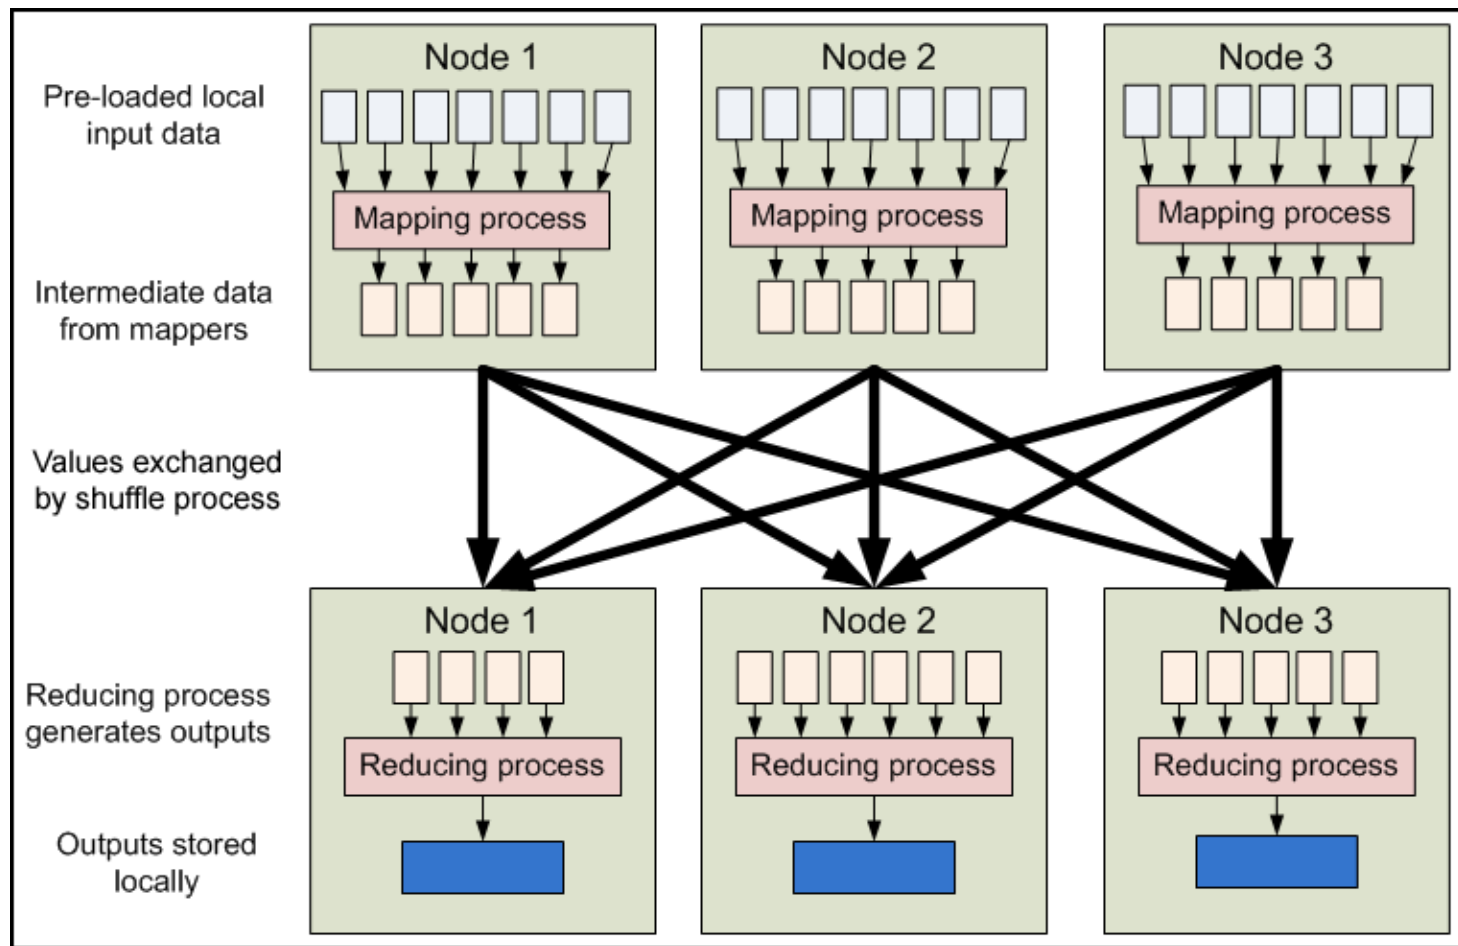 Node 1
Node 2
Node 3
Pre-loaded local
input data
Mapping process
Mapping process
Mapping process
Intermediate data
from mappers
Values exchanged
by shuffle process
Node 1
Node 2
Node 3
Reducing process
generates outputs
Reducing process
Reducing process
Reducing process
Outputs stored
locally